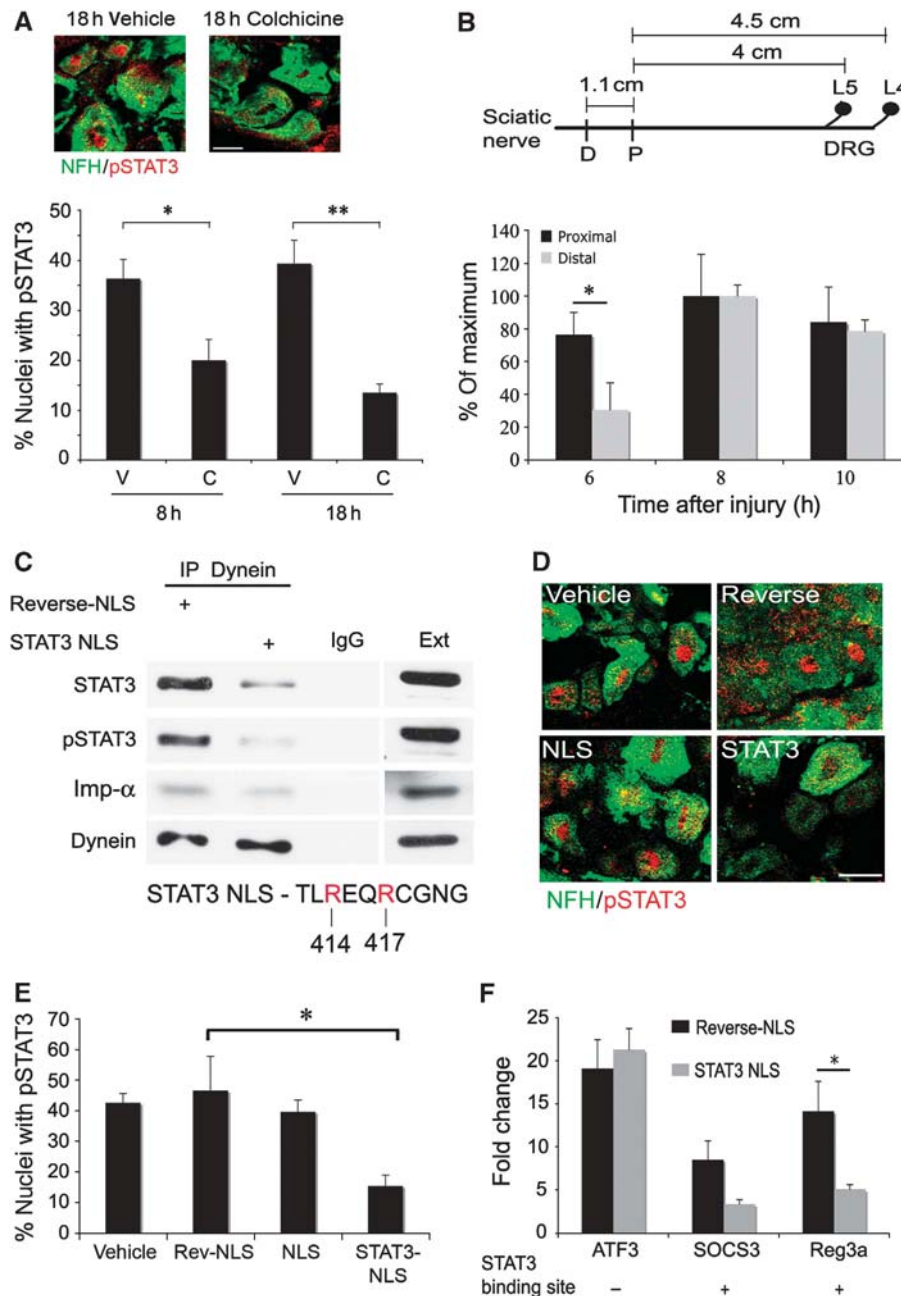 A
18 h Vehicle 18 h Colchicine
NFH/pSTAT3
% Nuclei with pSTAT3
50
40
30
20
10
0
* **
V C V C
8 h 18 h
B
4.5 cm
4 cm
1.1 cm
L5 L4
Sciatic
nerve
D P DRG
% Of maximum
140
120
100
80
60
40
20
0
Proximal
Distal
*
6 8 10
Time after injury (h)
C
IP Dynein
Reverse-NLS +
STAT3 NLS + IgG Ext
STAT3
pSTAT3
Imp-α
Dynein
STAT3 NLS - TLREQRCGNG
414 417
D
Vehicle Reverse
NLS STAT3
NFH/pSTAT3
E
% Nuclei with pSTAT3
70
60
50
40
30
20
10
0
*
Vehicle Rev-NLS NLS STAT3-
NLS
F
Fold change
25
20
15
10
5
0
Reverse-NLS
STAT3 NLS
*
ATF3 SOCS3 Reg3a
STAT3
binding site – + +